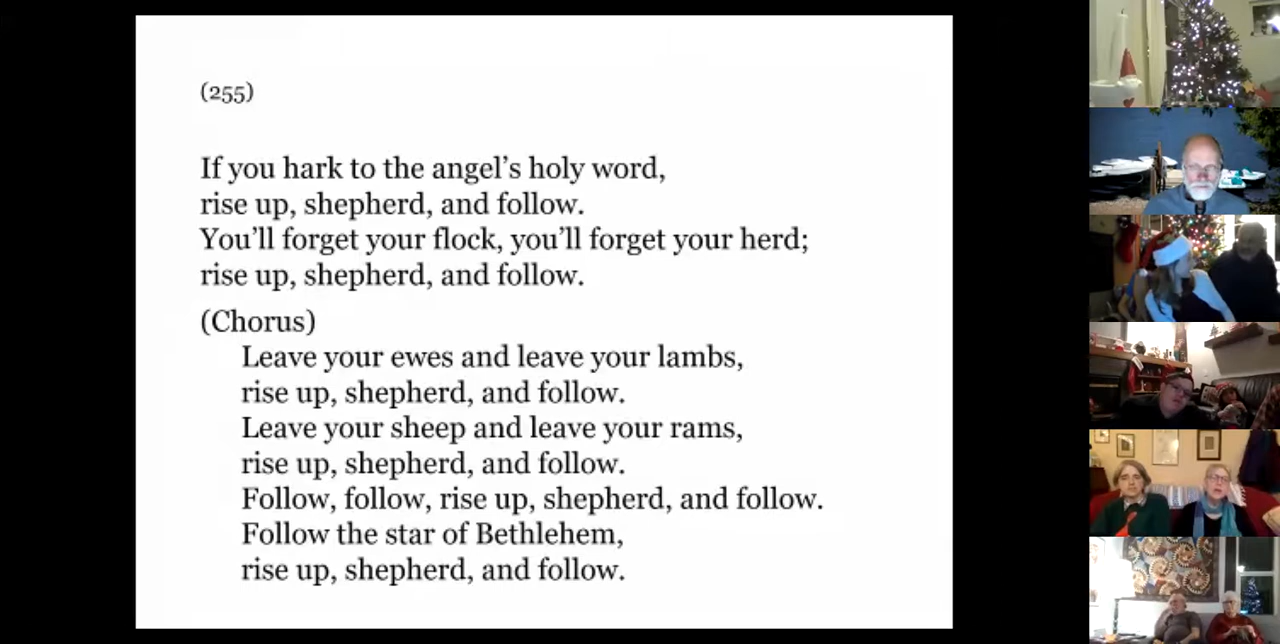 (255)
If you hark to the angel’s holy word,
rise up, shepherd, and follow.
You’ll forget your flock, you’ll forget your herd;
rise up, shepherd, and follow.
(Chorus)
Leave your ewes and leave your lambs,
rise up, shepherd, and follow.
Leave your sheep and leave your rams,
rise up, shepherd, and follow.
Follow, follow, rise up, shepherd, and follow.
Follow the star of Bethlehem,
rise up, shepherd, and follow.